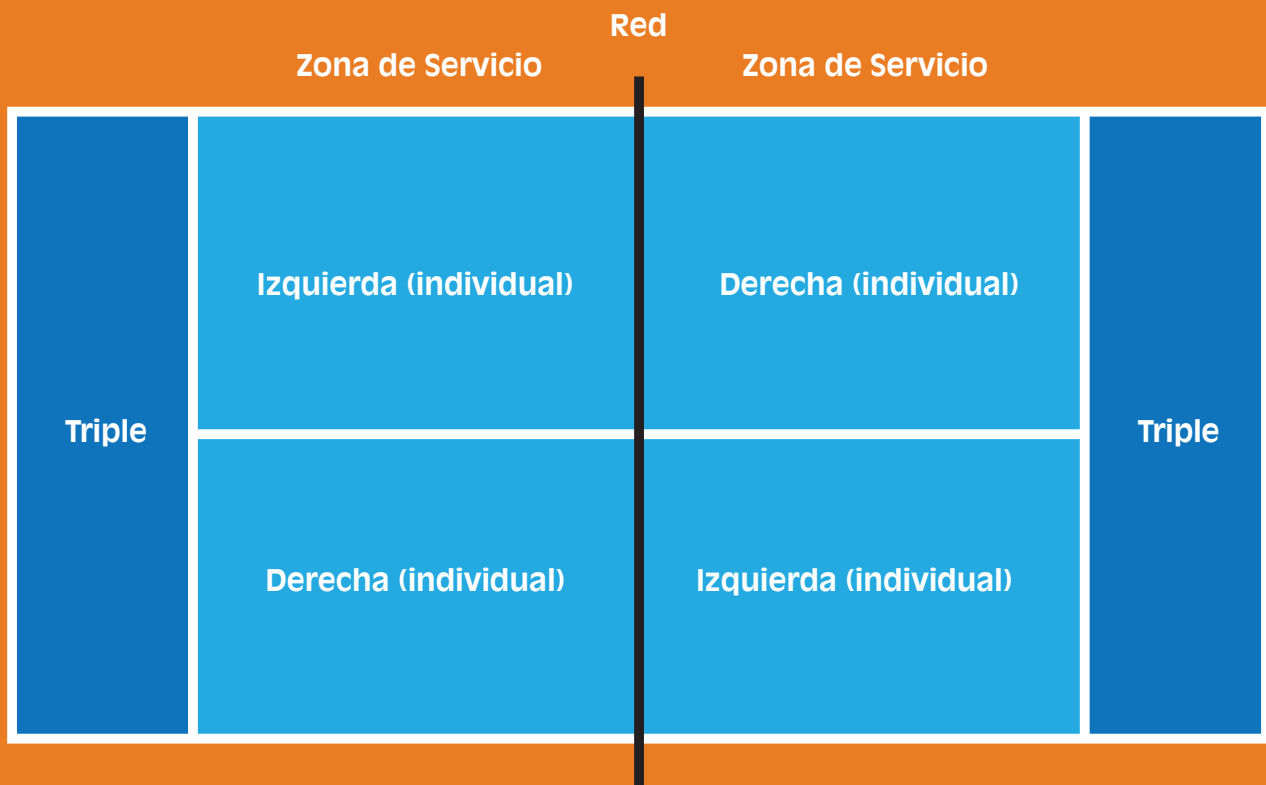 Red
Zona de Servicio
Zona de Servicio
Izquierda (individual)
Derecha (individual)
Triple
Triple
Derecha (individual)
Izquierda (individual)